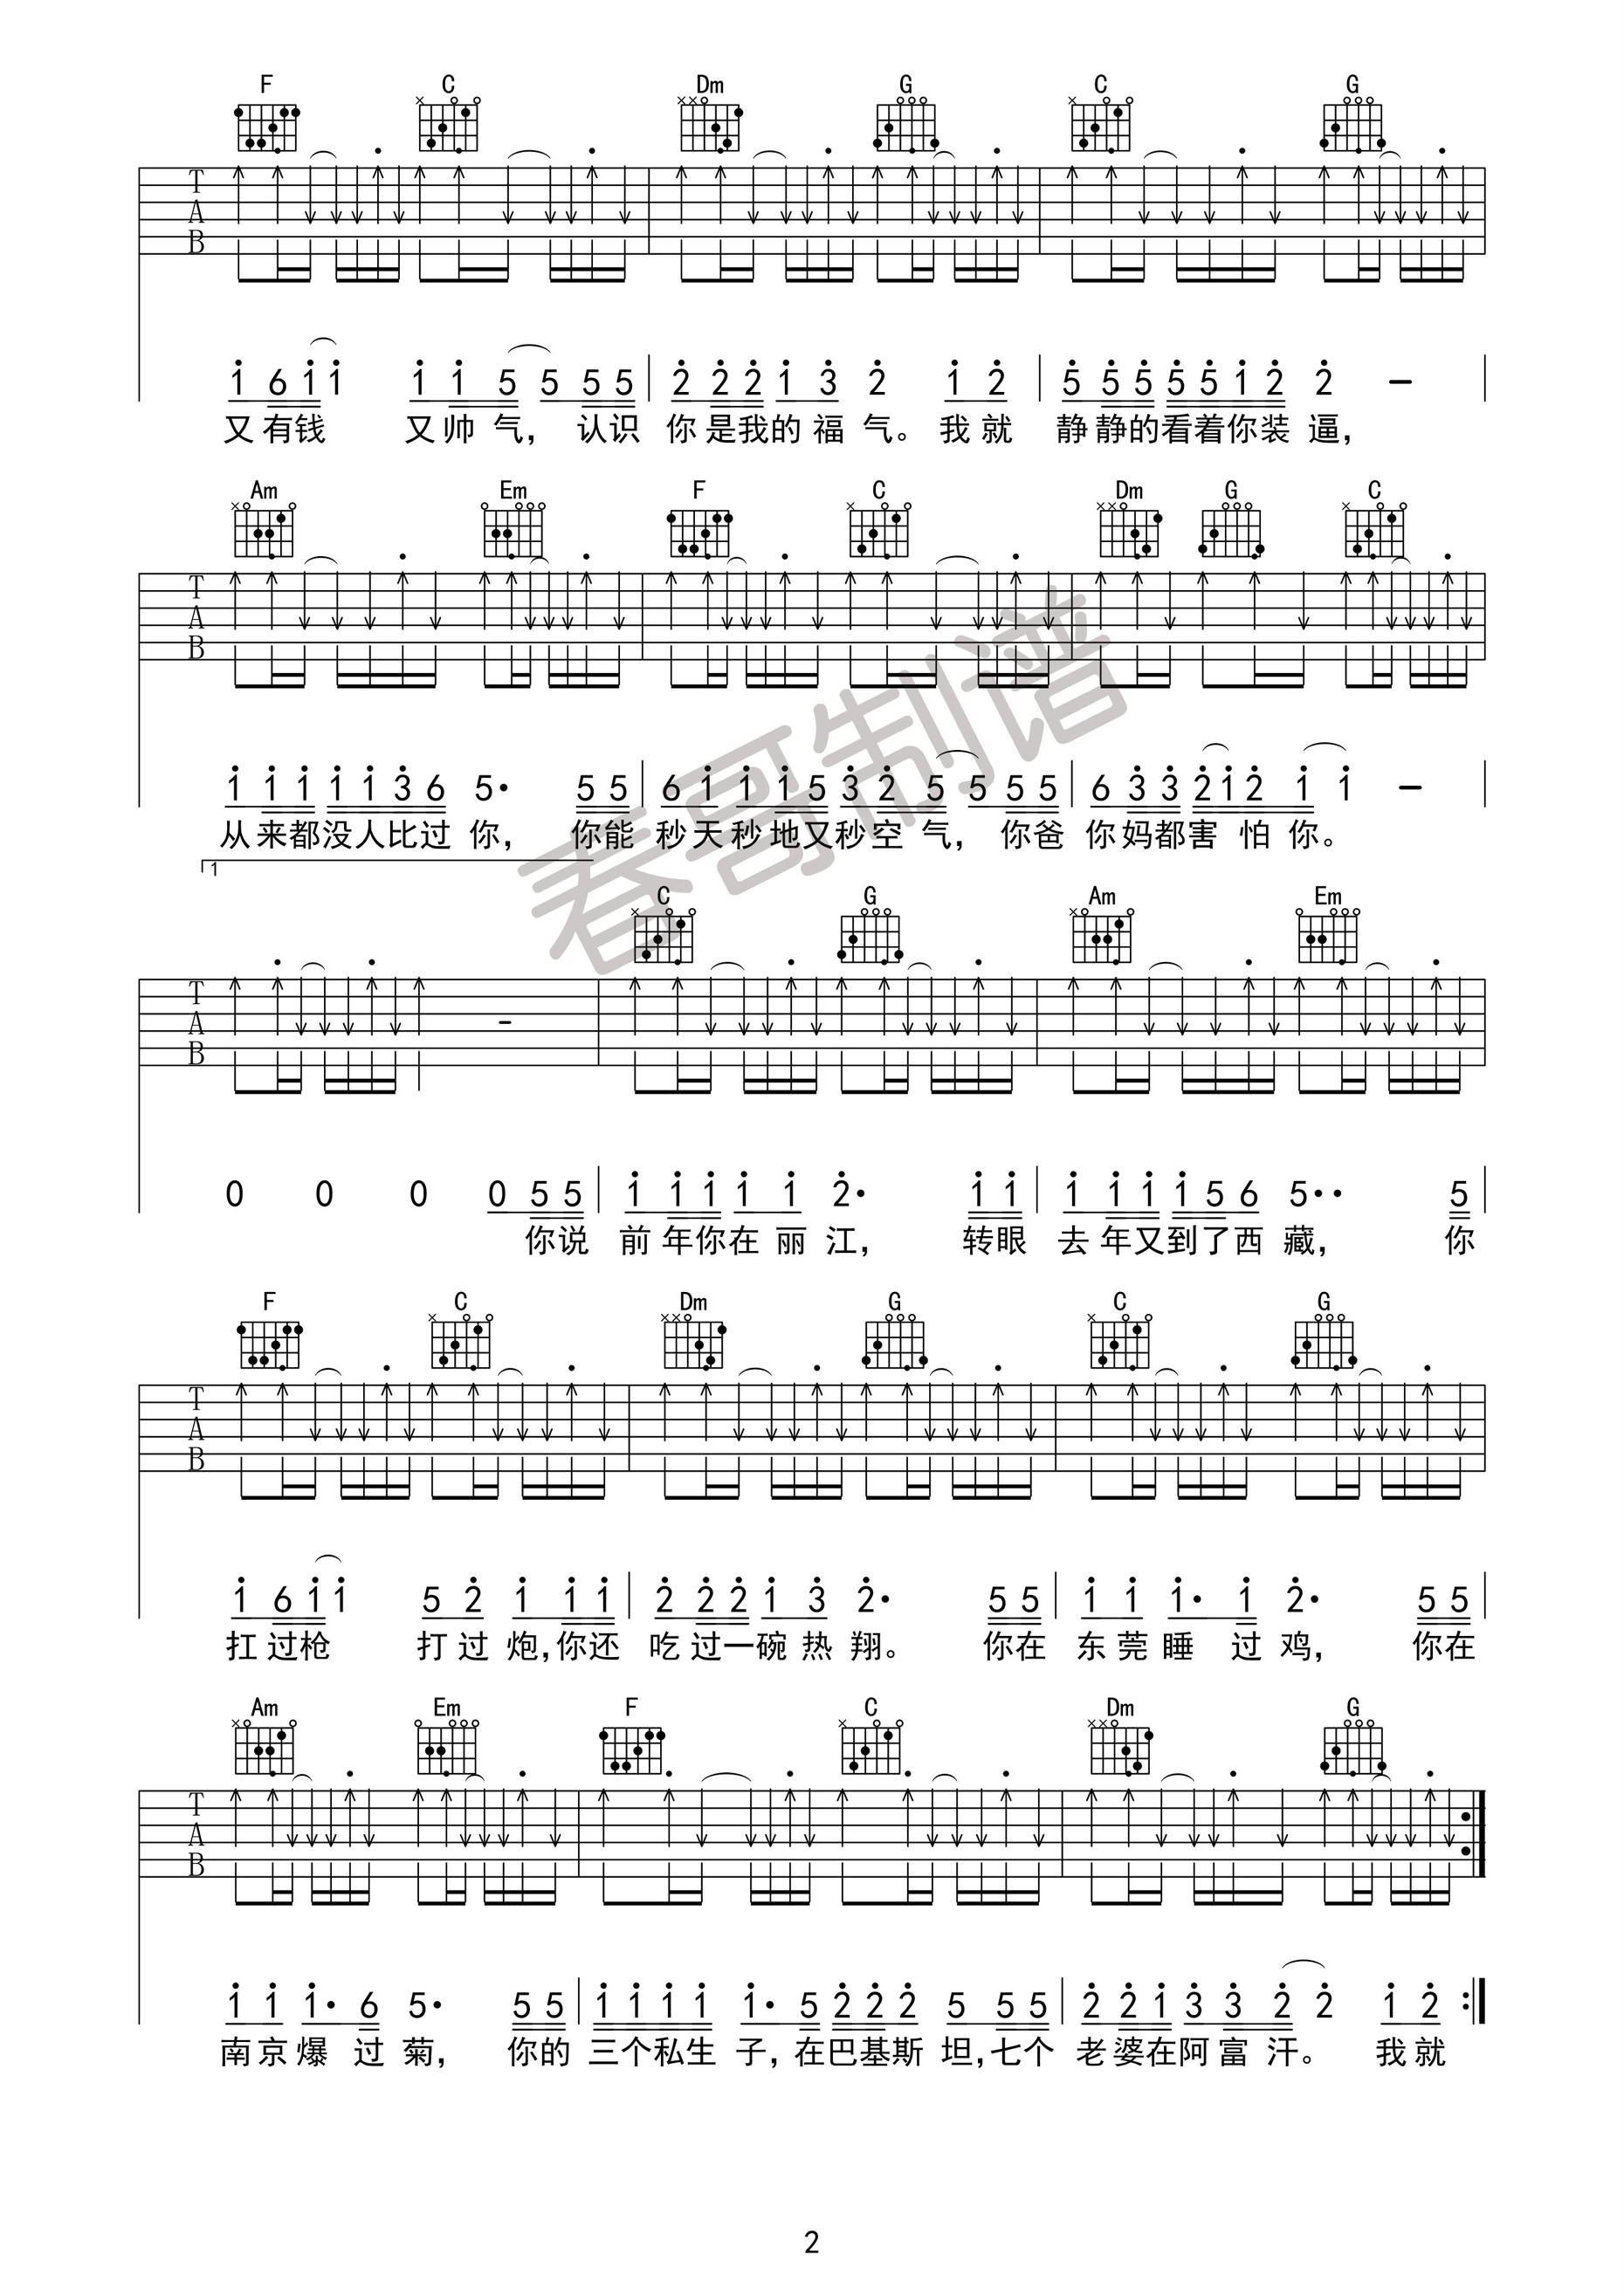 F C Dm G C G
T
A
B
1 6 1 1 1 1 5 5 5 5 2 2 2 1 3 2 1 2 5 5 5 5 5 1 2 2 –
又有钱 又帅气，认识 你是我的福气。我就 静静的看着你装逼，
Am Em F C Dm G C
T
A
B
1 1 1 1 1 3 6 5· 5 5 6 1 1 1 5 3 2 5 5 5 5 6 3 3 2 1 2 1 1 –
从来都没人比过你， 你能 秒天秒地又秒空气，你爸 你妈都害怕你。
1
C G Am Em
T
A
B
-
0 0 0 0 5 5 1 1 1 1 1 2· 1 1 1 1 1 1 5 6 5·· 5
你说 前年你在丽江， 转眼 去年又到了西藏， 你
F C Dm G C G
T
A
B
1 6 1 1 5 2 1 1 1 2 2 2 1 3 2· 5 5 1 1 1· 1 2· 5 5
扛过枪 打过炮,你还 吃过一碗热翔。 你在 东莞睡过鸡， 你在
Am Em F C Dm G
T
A
B
1 1 1· 6 5· 5 5 1 1 1 1 1· 5 2 2 2 5 5 5 2 2 1 3 3 2 2 1 2
南京爆过菊， 你的 三个私生子，在巴基斯坦,七个 老婆在阿富汗。 我就
春哥制谱
2